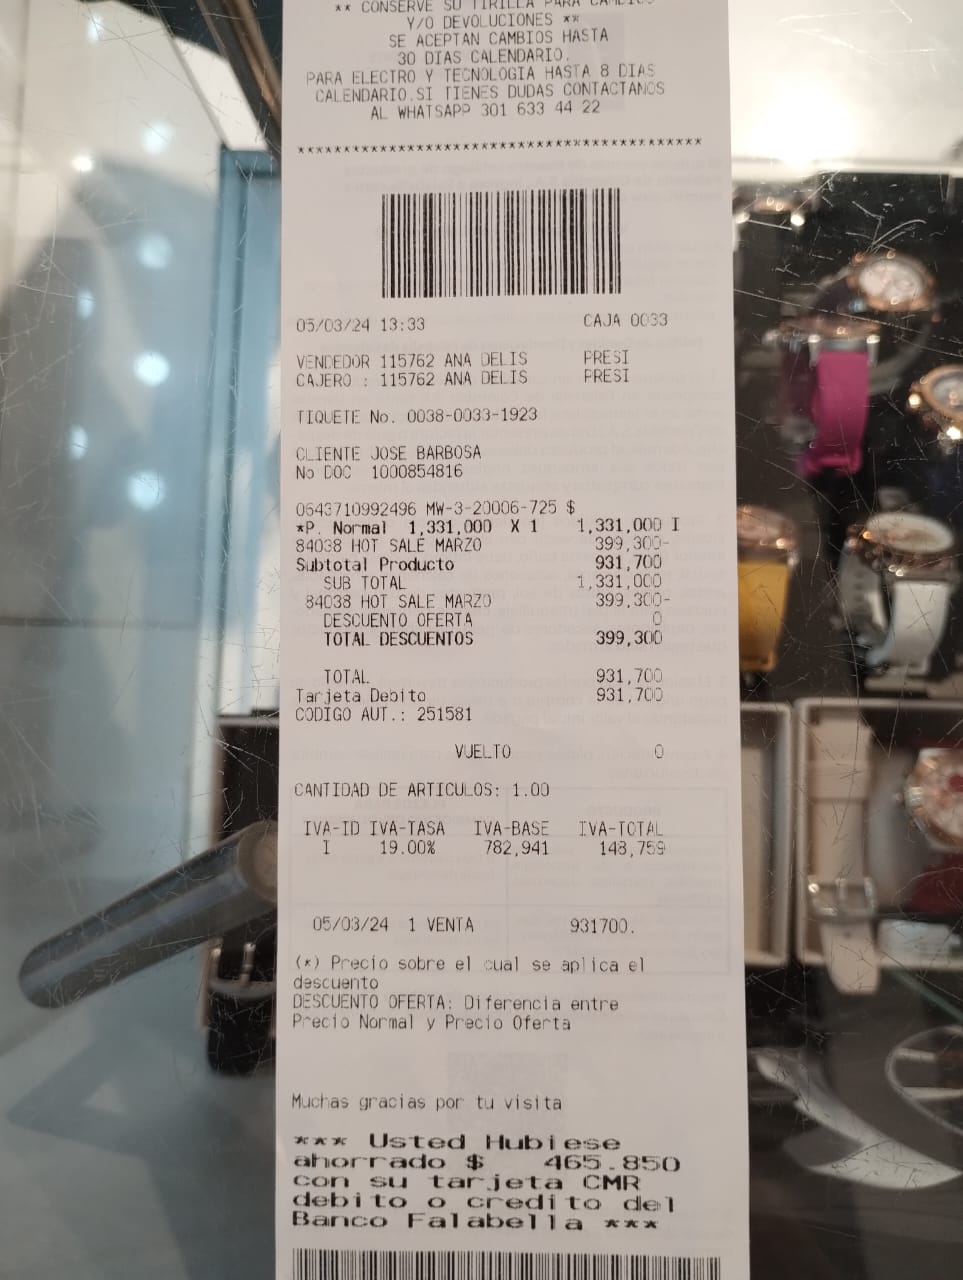 ** CONSERVE SU TIRILLA PARA CAMBIOS
Y/O DEVOLUCIONES **
SE ACEPTAN CAMBIOS HASTA
30 DIAS CALENDARIO.
PARA ELECTRO Y TECNOLOGIA HASTA 8 DIAS
CALENDARIO.SI TIENES DUDAS CONTACTANOS
AL WHATSAPP 301 633 44 22
*******************************************
05/03/24 13:33 CAJA 0033
VENDEDOR 115762 ANA DELIS PRESI
CAJERO : 115762 ANA DELIS PRESI
TIQUETE No. 0038-0033-1923
CLIENTE JOSE BARBOSA
No DOC 1000854816
0643710992496 MW-3-20006-725 $
*P. Normal 1,331,000 X 1 1,331,000 I
84038 HOT SALE MARZO 399,300-
Subtotal Producto 931,700
SUB TOTAL 1,331,000
84038 HOT SALE MARZO 399,300-
DESCUENTO OFERTA 0
TOTAL DESCUENTOS 399,300
TOTAL 931,700
Tarjeta Debito 931,700
CODIGO AUT.: 251581
VUELTO 0
CANTIDAD DE ARTICULOS: 1.00
IVA-ID IVA-TASA IVA-BASE IVA-TOTAL
I 19.00% 782,941 148,759
05/03/24 1 VENTA 931700.
(*) Precio sobre el cual se aplica el
descuento
DESCUENTO OFERTA: Diferencia entre
Precio Normal y Precio Oferta
Muchas gracias por tu visita
*** Usted Hubiese
ahorrado $ 465.850
con su tarjeta CMR
debito o credito del
Banco Falabella ***